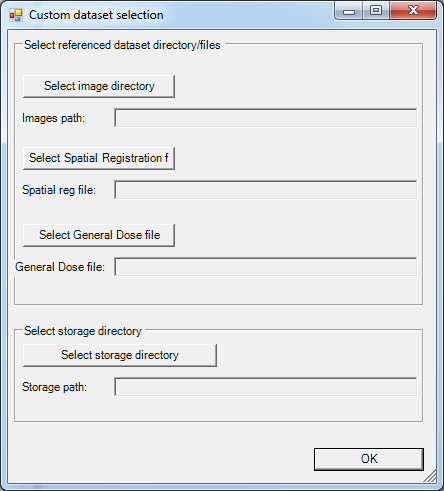 Custom dataset selection
Select referenced dataset directory/files
Select image directory
Images path:
Select Spatial Registration f
Spatial reg file:
Select General Dose file
General Dose file:
Select storage directory
Select storage directory
Storage path:
OK